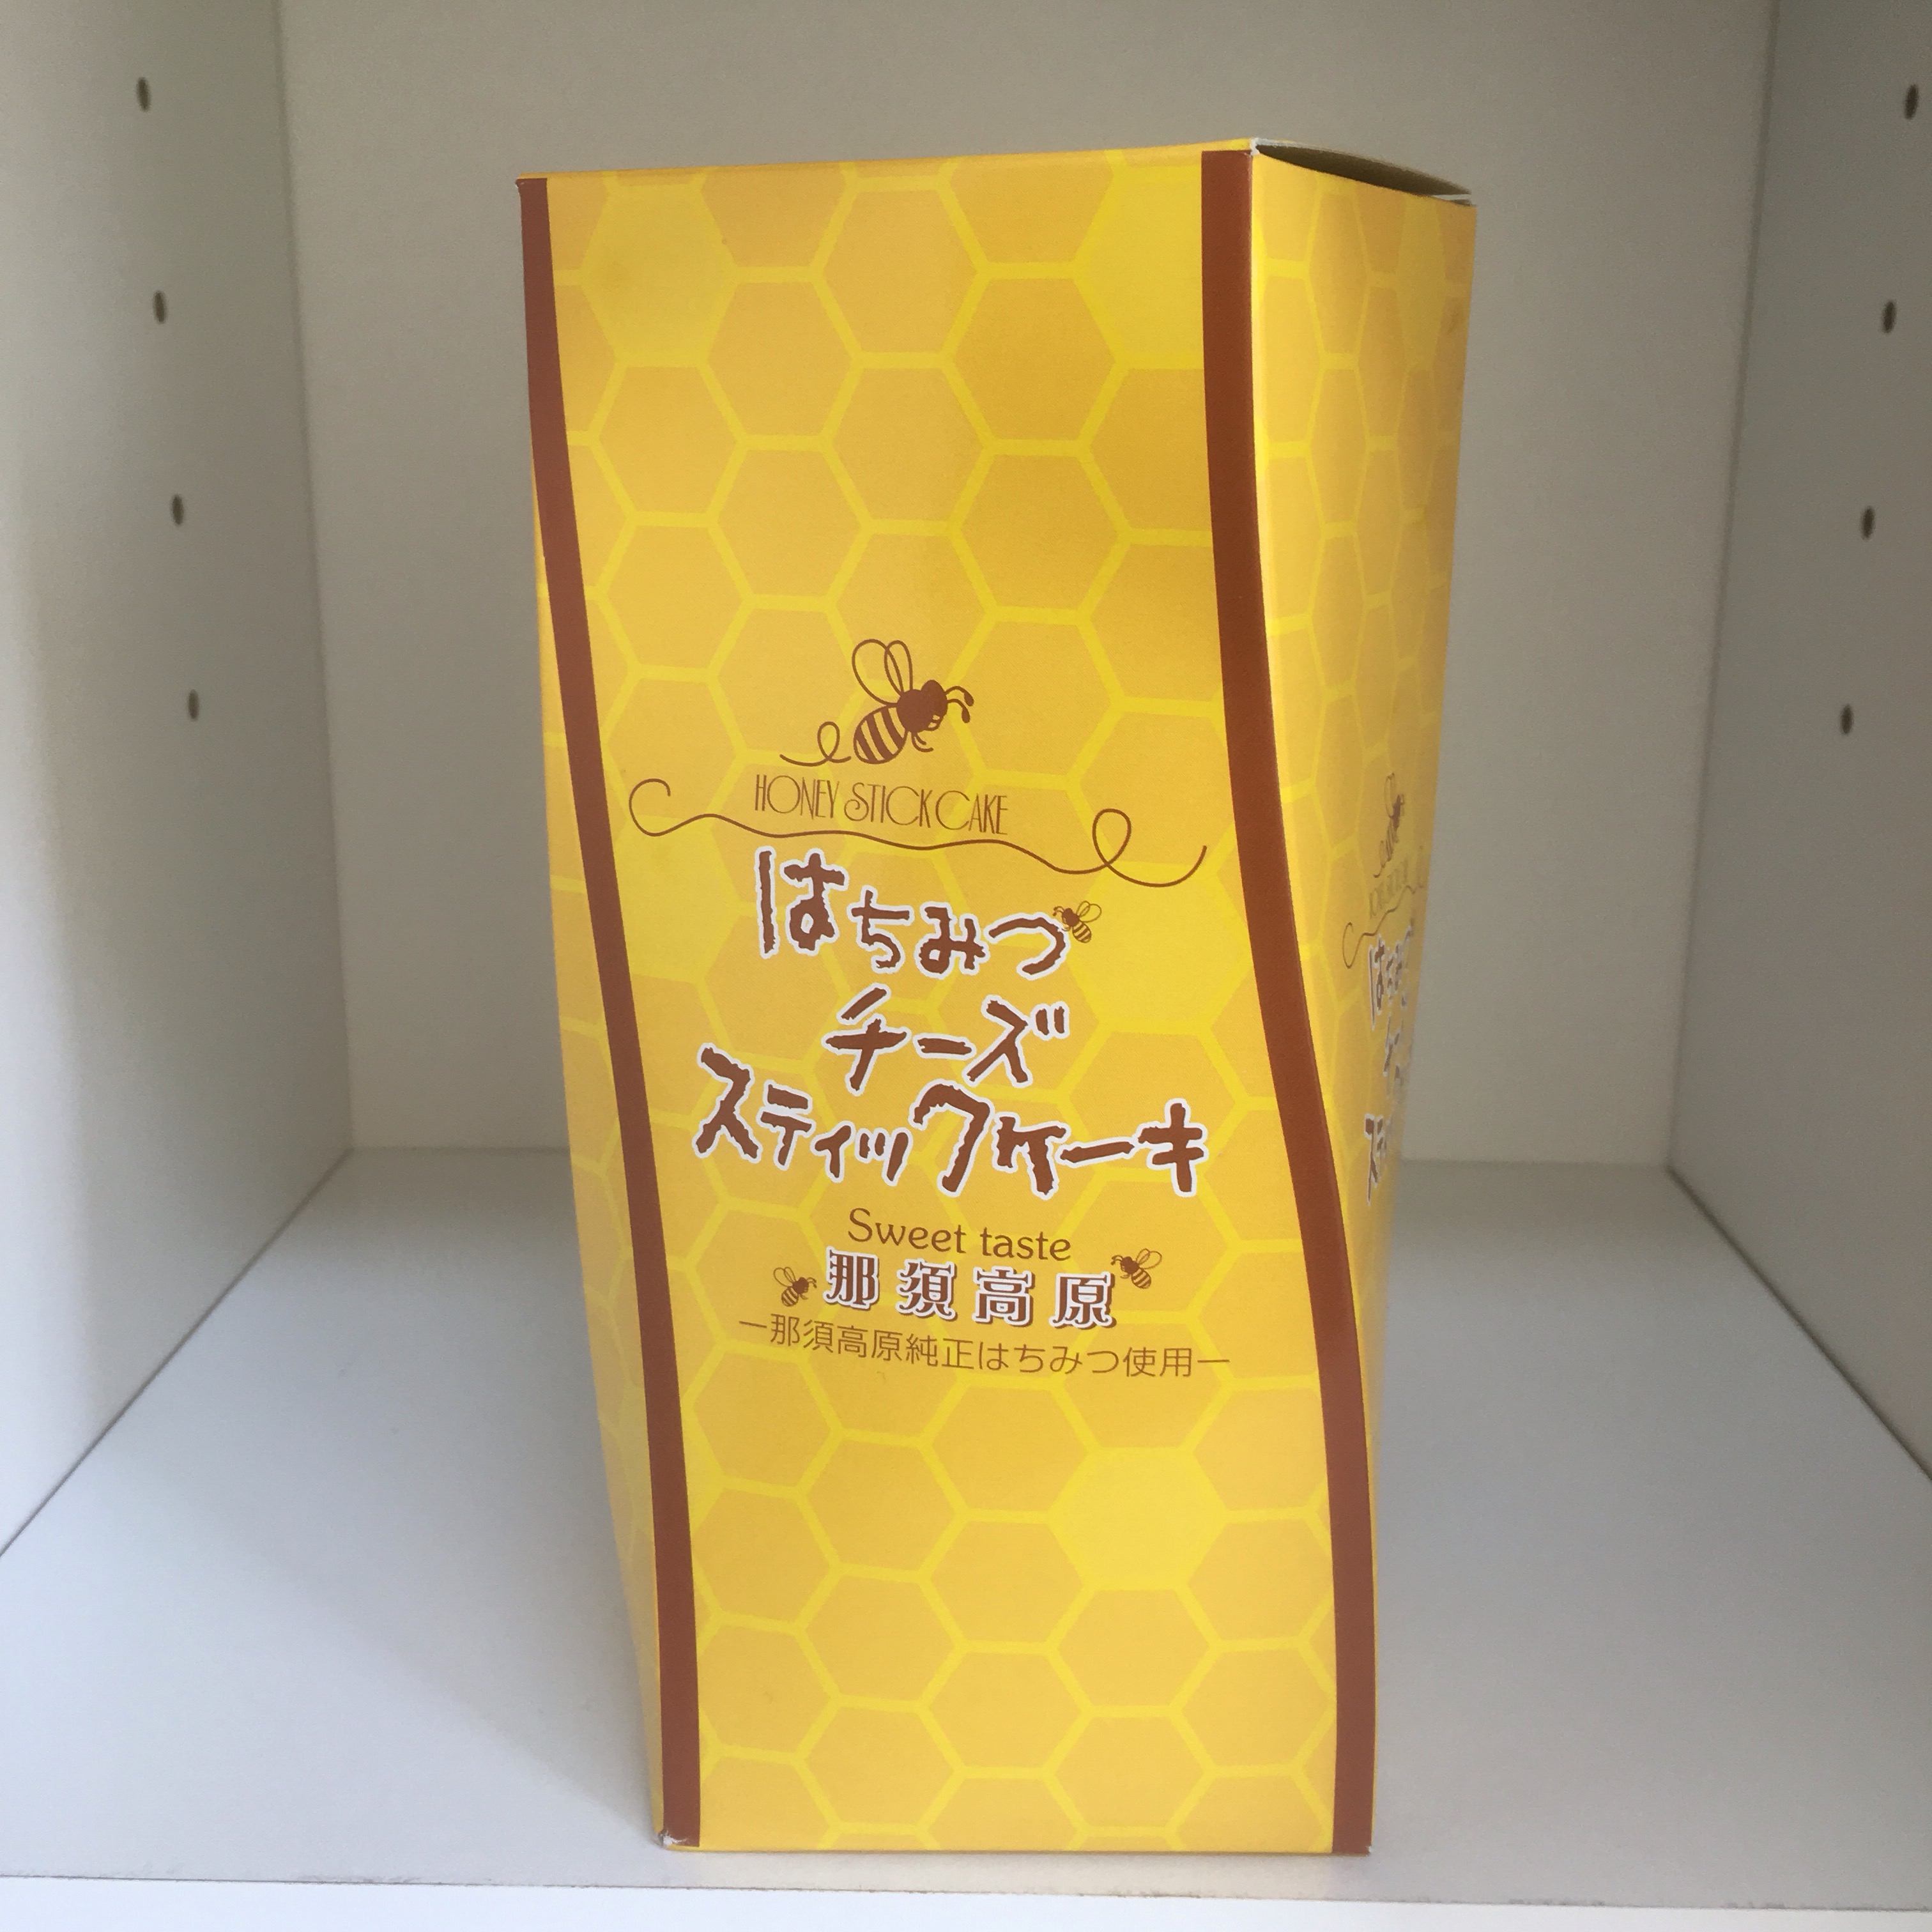 HONEY STICK CAKE
はちみつ
チーズ
スティックケーキ
Sweet taste
那須高原
ー那須高原純正はちみつ使用ー